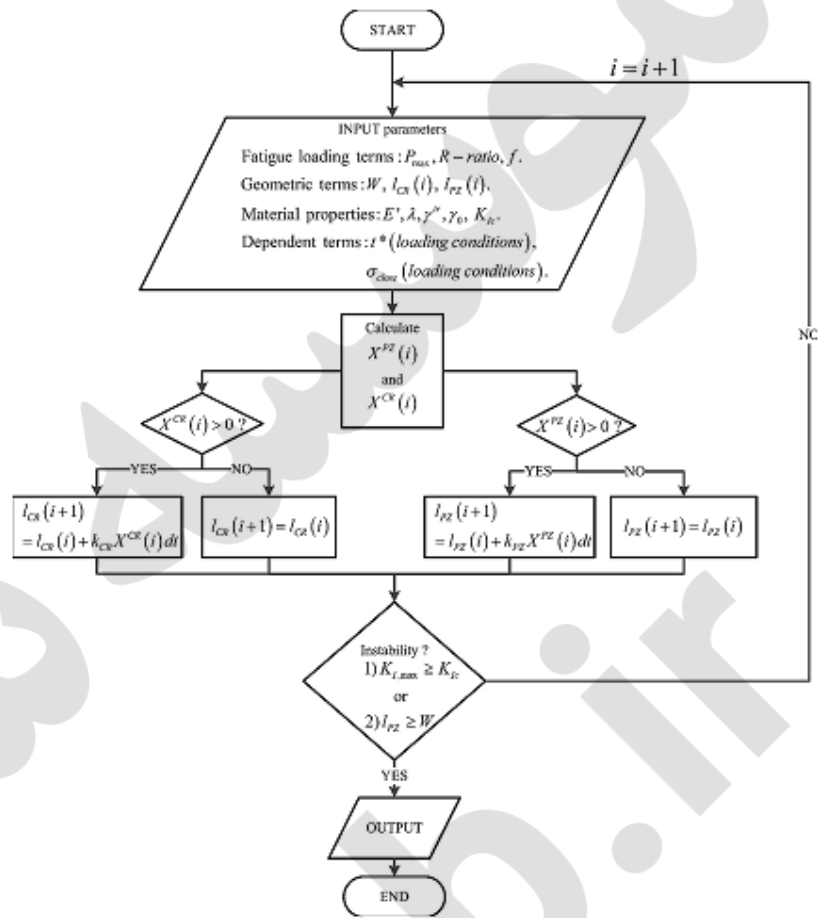 START
i = i+1
INPUT parameters
Fatigue loading terms : P_max, R − ratio, f.
Geometric terms : W, l_CR(i), l_PZ(i).
Material properties : E', λ, γ^tr, γ_0, K_Ic.
Dependent terms : t*(loading conditions),
σ_close(loading conditions).
Calculate
X^PZ(i)
and
X^CR(i)
NO
X^CR(i) > 0 ?
X^PZ(i) > 0 ?
YES
NO
YES
NO
l_CR(i+1)
= l_CR(i) + k_CR X^CR(i) dt
l_CR(i+1) = l_CR(i)
l_PZ(i+1)
= l_PZ(i) + k_PZ X^PZ(i) dt
l_PZ(i+1) = l_PZ(i)
Instability ?
1) K_I,max ≥ K_Ic
or
2) l_PZ ≥ W
YES
OUTPUT
END